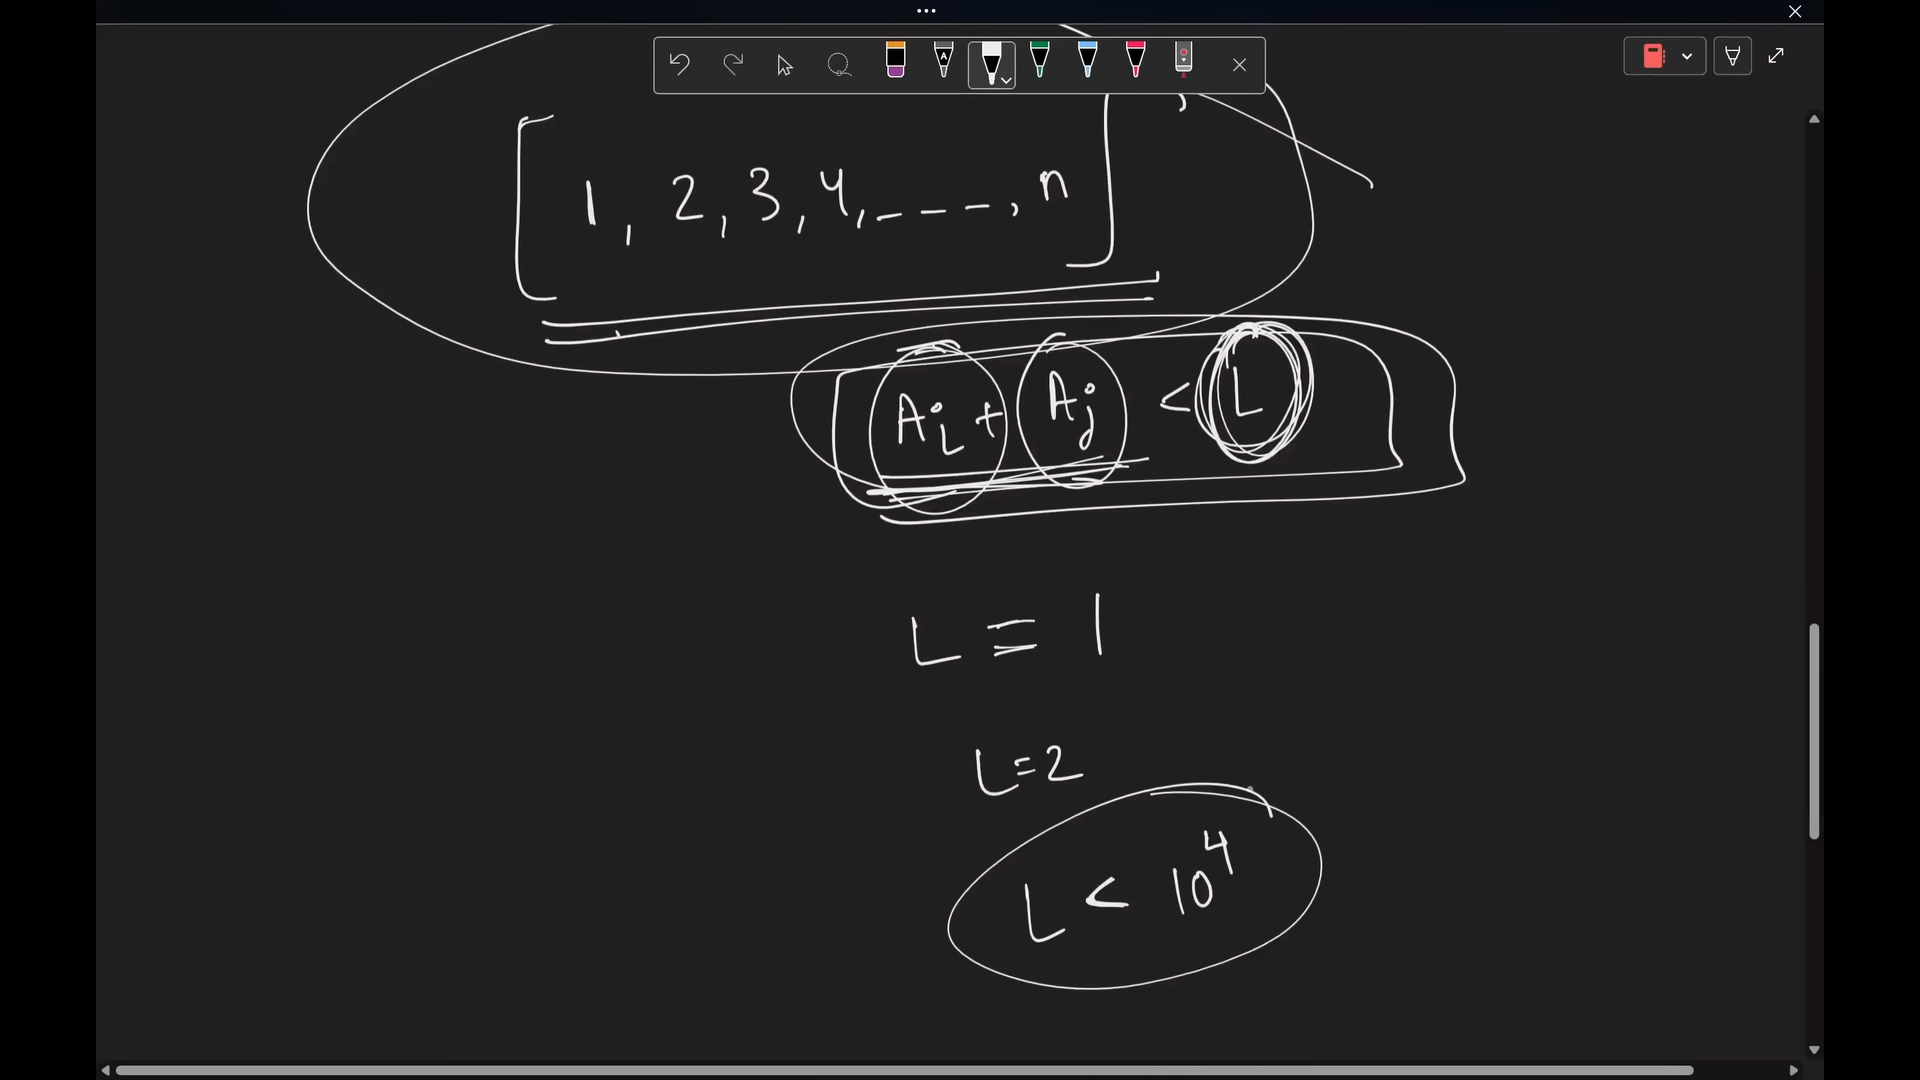 [1, 2, 3, 4, _ _ _ , n]
Ai + Aj < L
L = 1
L = 2
L < 10⁴